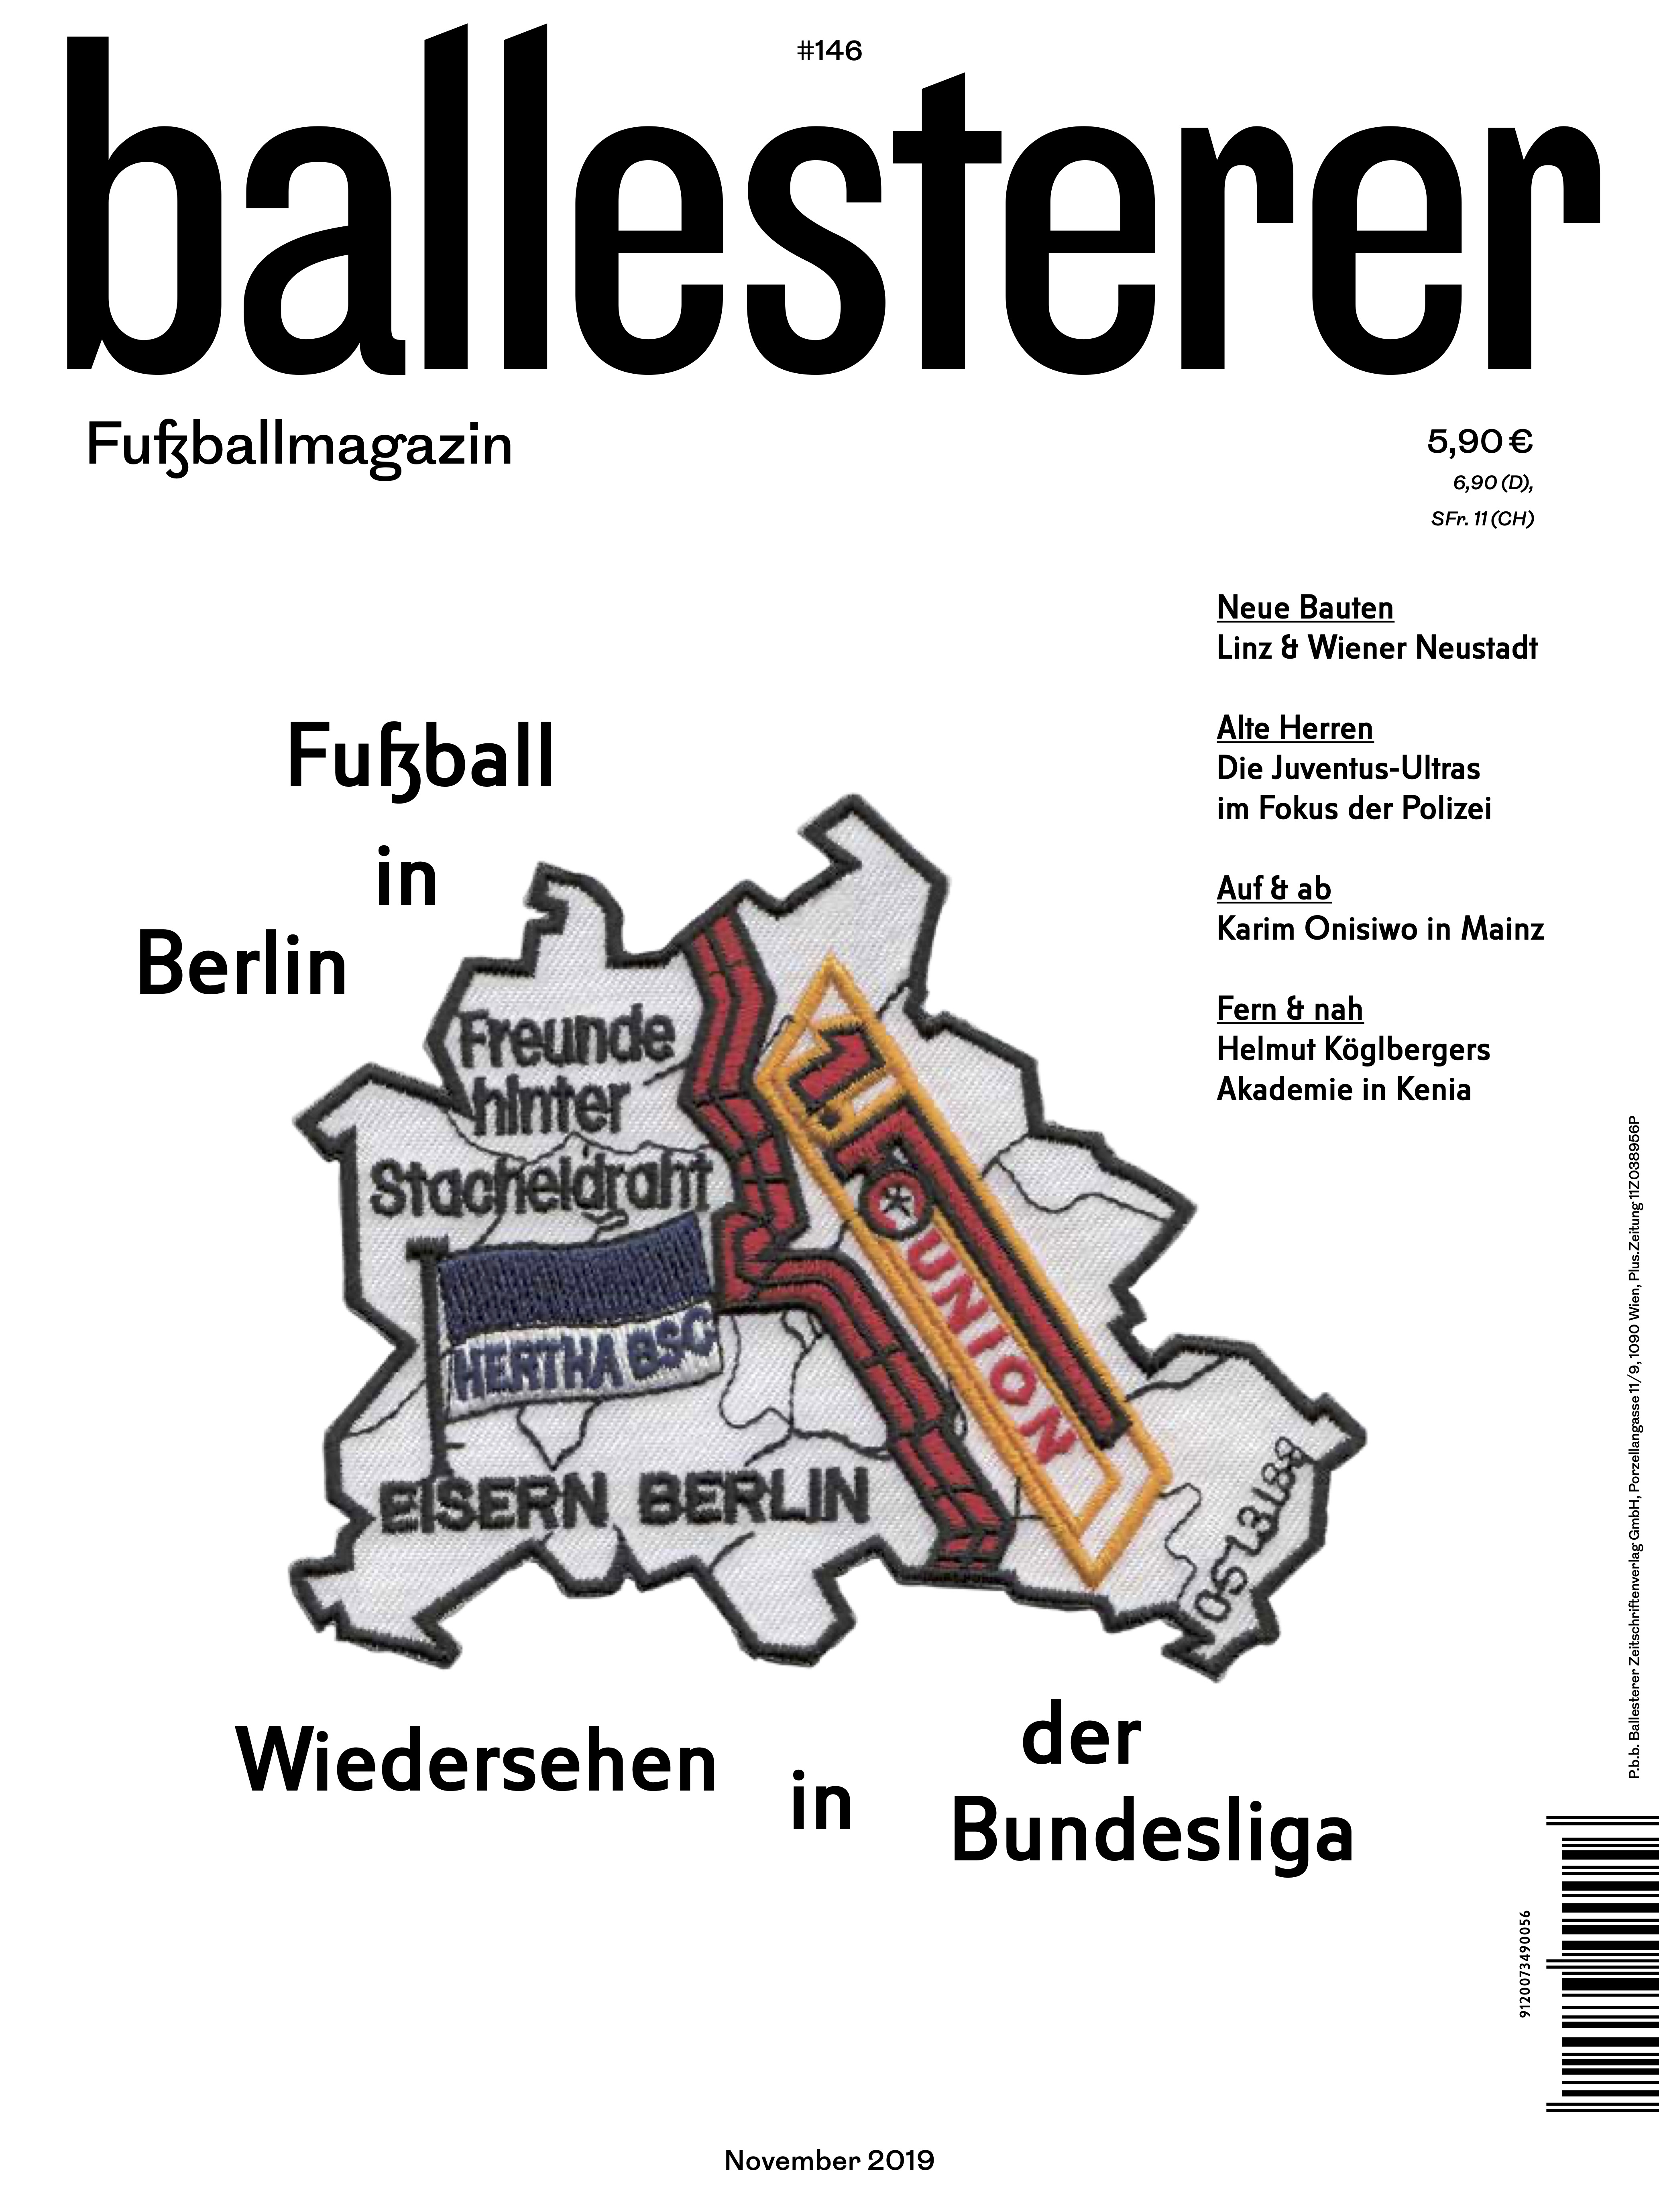 #146
ballesterer
Fußballmagazin
5,90 €
6,90 (D),
SFr. 11 (CH)
Neue Bauten
Linz & Wiener Neustadt
Alte Herren
Die Juventus-Ultras
im Fokus der Polizei
Auf & ab
Karim Onisiwo in Mainz
Fern & nah
Helmut Köglbergers
Akademie in Kenia
Fußball
in
Berlin
Freunde
hinter
Stacheldraht
HERTHA BSC
1.FC
UNION
EISERN BERLIN
Wiedersehen
in
der
Bundesliga
P.b.b. Ballesterer Zeitschriftenverlag GmbH, Porzellangasse 11/9, 1090 Wien, Plus.Zeitung 11Z038956P
9120073490056
November 2019